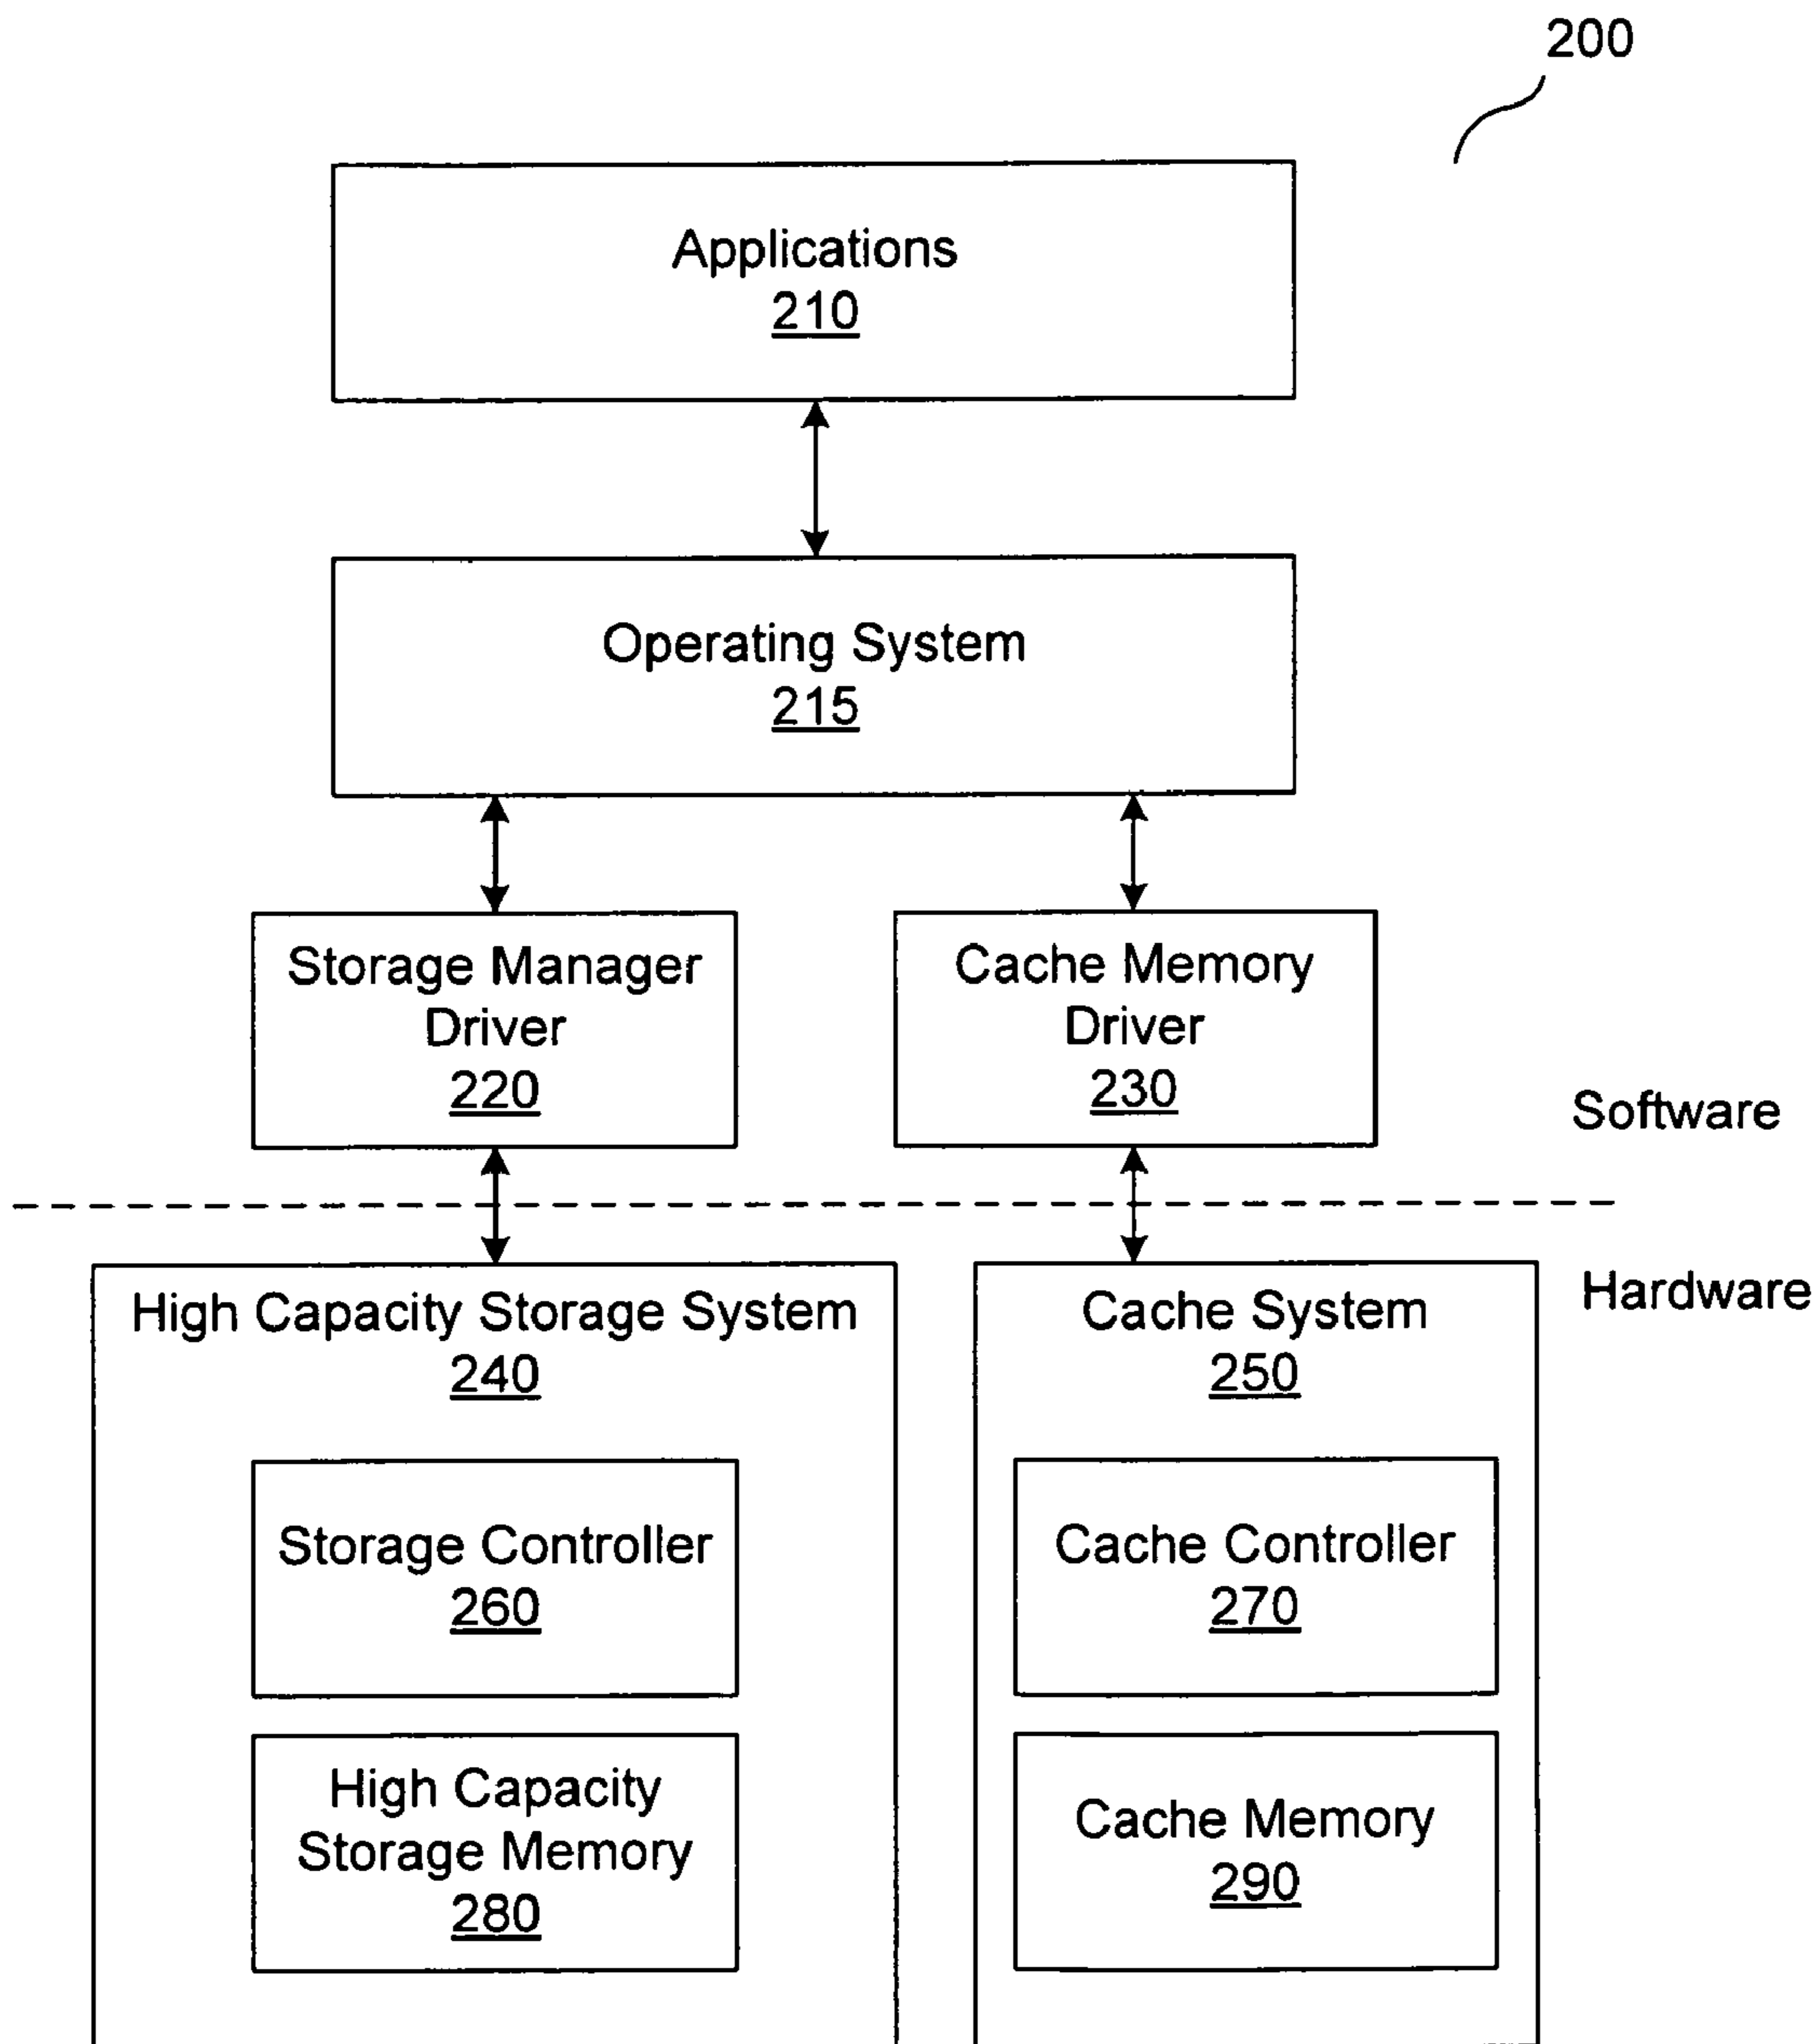 200
Applications
210
Operating System
215
Storage Manager
Driver
220
Cache Memory
Driver
230
Software
Hardware
High Capacity Storage System
240
Cache System
250
Storage Controller
260
Cache Controller
270
High Capacity
Storage Memory
280
Cache Memory
290